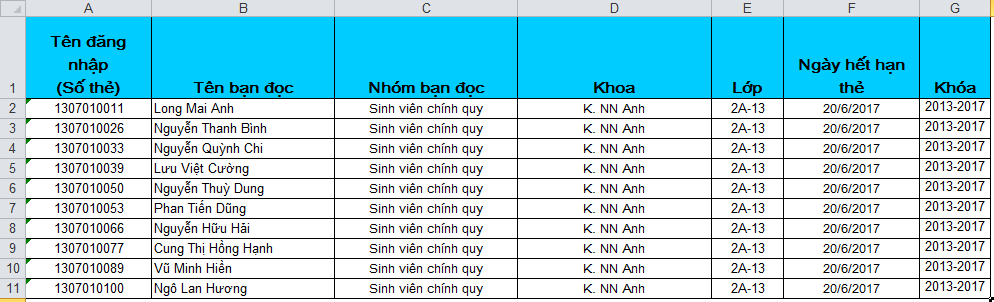 A B C D E F G
1 Tên đăng nhập (Số thẻ) Tên bạn đọc Nhóm bạn đọc Khoa Lớp Ngày hết hạn thẻ Khóa
2 1307010011 Long Mai Anh Sinh viên chính quy K. NN Anh 2A-13 20/6/2017 2013-2017
3 1307010026 Nguyễn Thanh Bình Sinh viên chính quy K. NN Anh 2A-13 20/6/2017 2013-2017
4 1307010033 Nguyễn Quỳnh Chi Sinh viên chính quy K. NN Anh 2A-13 20/6/2017 2013-2017
5 1307010039 Lưu Việt Cường Sinh viên chính quy K. NN Anh 2A-13 20/6/2017 2013-2017
6 1307010050 Nguyễn Thuỳ Dung Sinh viên chính quy K. NN Anh 2A-13 20/6/2017 2013-2017
7 1307010053 Phan Tiến Dũng Sinh viên chính quy K. NN Anh 2A-13 20/6/2017 2013-2017
8 1307010066 Nguyễn Hữu Hải Sinh viên chính quy K. NN Anh 2A-13 20/6/2017 2013-2017
9 1307010077 Cung Thị Hồng Hạnh Sinh viên chính quy K. NN Anh 2A-13 20/6/2017 2013-2017
10 1307010089 Vũ Minh Hiền Sinh viên chính quy K. NN Anh 2A-13 20/6/2017 2013-2017
11 1307010100 Ngô Lan Hương Sinh viên chính quy K. NN Anh 2A-13 20/6/2017 2013-2017